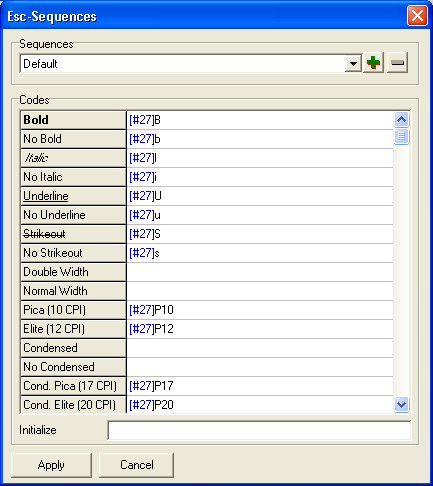 Esc-Sequences
Sequences
Default
Codes
Bold [#27]B
No Bold [#27]b
Italic [#27]I
No Italic [#27]i
Underline [#27]U
No Underline [#27]u
Strikeout [#27]S
No Strikeout [#27]s
Double Width
Normal Width
Pica (10 CPI) [#27]P10
Elite (12 CPI) [#27]P12
Condensed
No Condensed
Cond. Pica (17 CPI) [#27]P17
Cond. Elite (20 CPI) [#27]P20
Initialize
Apply Cancel